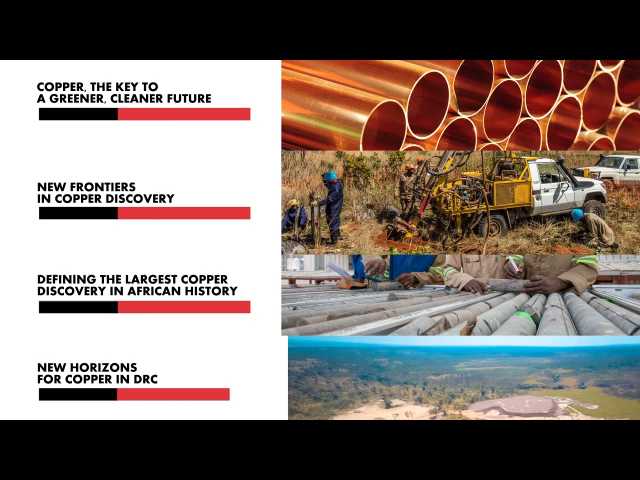 COPPER, THE KEY TO
A GREENER, CLEANER FUTURE
NEW FRONTIERS
IN COPPER DISCOVERY
DEFINING THE LARGEST COPPER
DISCOVERY IN AFRICAN HISTORY
NEW HORIZONS
FOR COPPER IN DRC